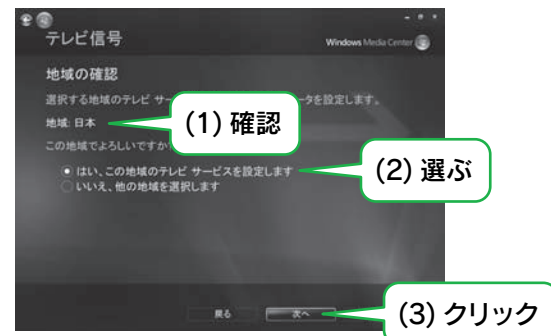 テレビ信号
Windows Media Center
地域の確認
選択する地域のテレビ サー
ータを設定します。
地域: 日本
(1) 確認
この地域でよろしいですか
はい、この地域のテレビ サービスを設定します
(2) 選ぶ
いいえ、他の地域を選択します
戻る
次へ
(3) クリック